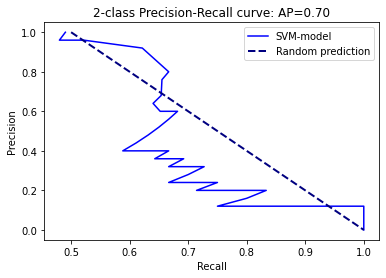 2-class Precision-Recall curve: AP=0.70
SVM-model
Random prediction
Precision
1.0
0.8
0.6
0.4
0.2
0.0
0.5
0.6
0.7
0.8
0.9
1.0
Recall